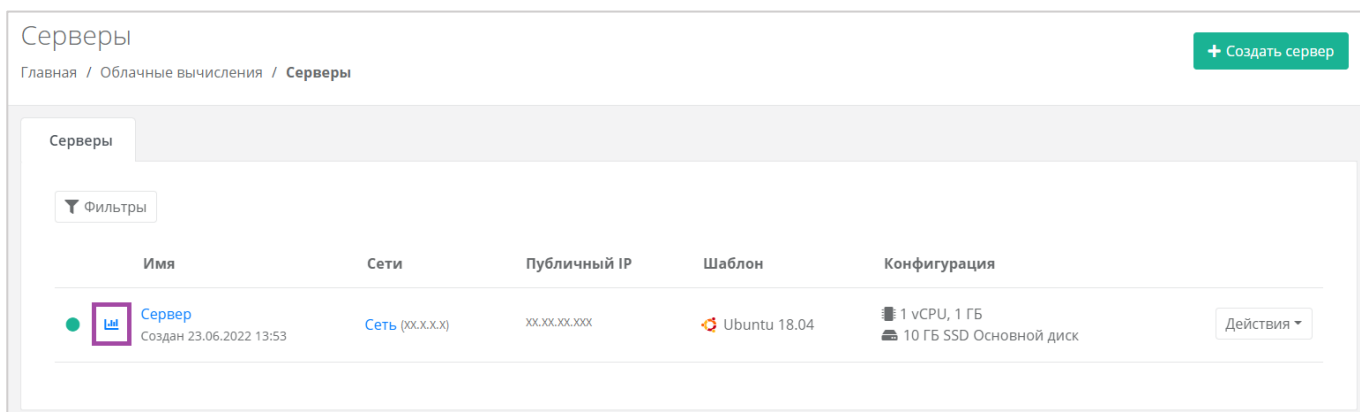 Серверы
+ Создать сервер
Главная / Облачные вычисления / Серверы
Серверы
Фильтры
Имя Сети Публичный IP Шаблон Конфигурация
Сервер Сеть (XX.X.X.X) XX.XX.XX.XXX Ubuntu 18.04 1 vCPU, 1 ГБ Действия
Создан 23.06.2022 13:53 10 ГБ SSD Основной диск